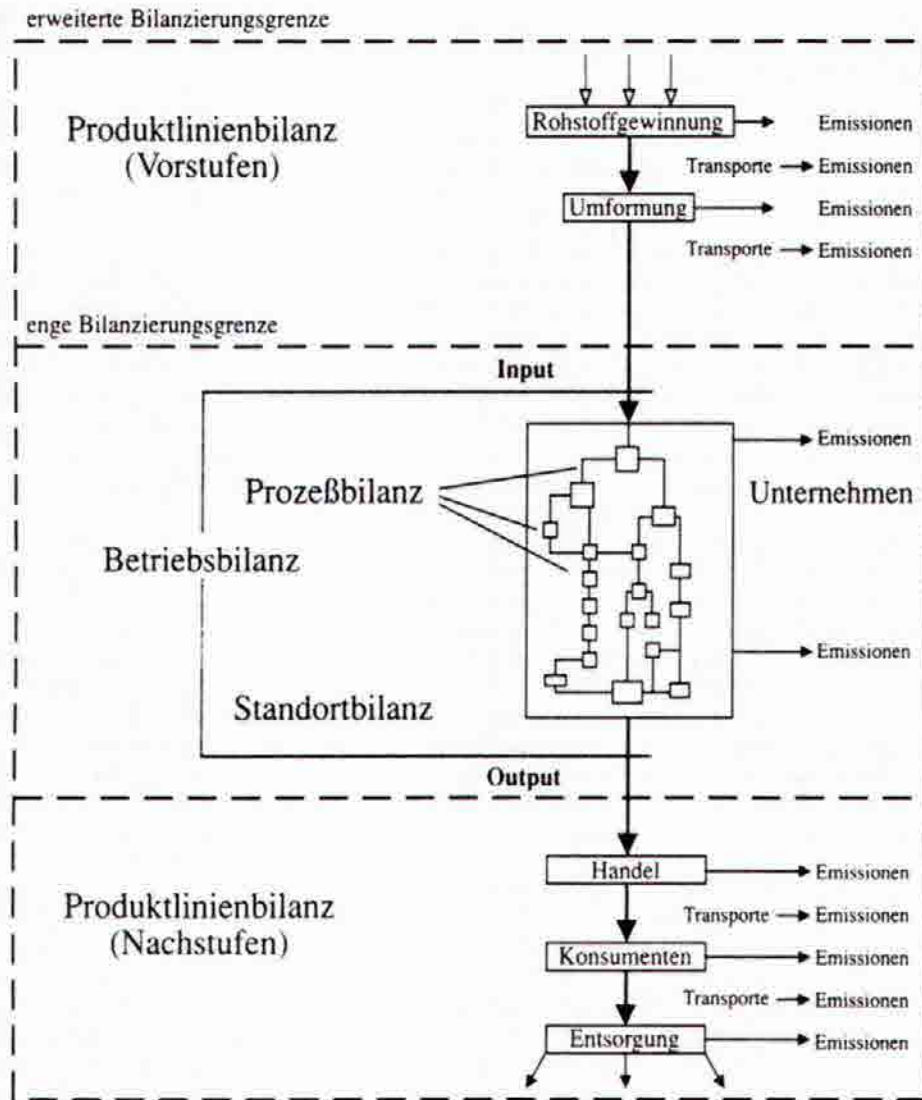 erweiterte Bilanzierungsgrenze
Produktlinienbilanz
(Vorstufen)
Rohstoffgewinnung
Emissionen
Transporte
Emissionen
Umformung
Emissionen
Transporte
Emissionen
enge Bilanzierungsgrenze
Input
Emissionen
Prozeßbilanz
Unternehmen
Betriebsbilanz
Emissionen
Standortbilanz
Output
Handel
Emissionen
Produktlinienbilanz
(Nachstufen)
Transporte
Emissionen
Konsumenten
Emissionen
Transporte
Emissionen
Entsorgung
Emissionen